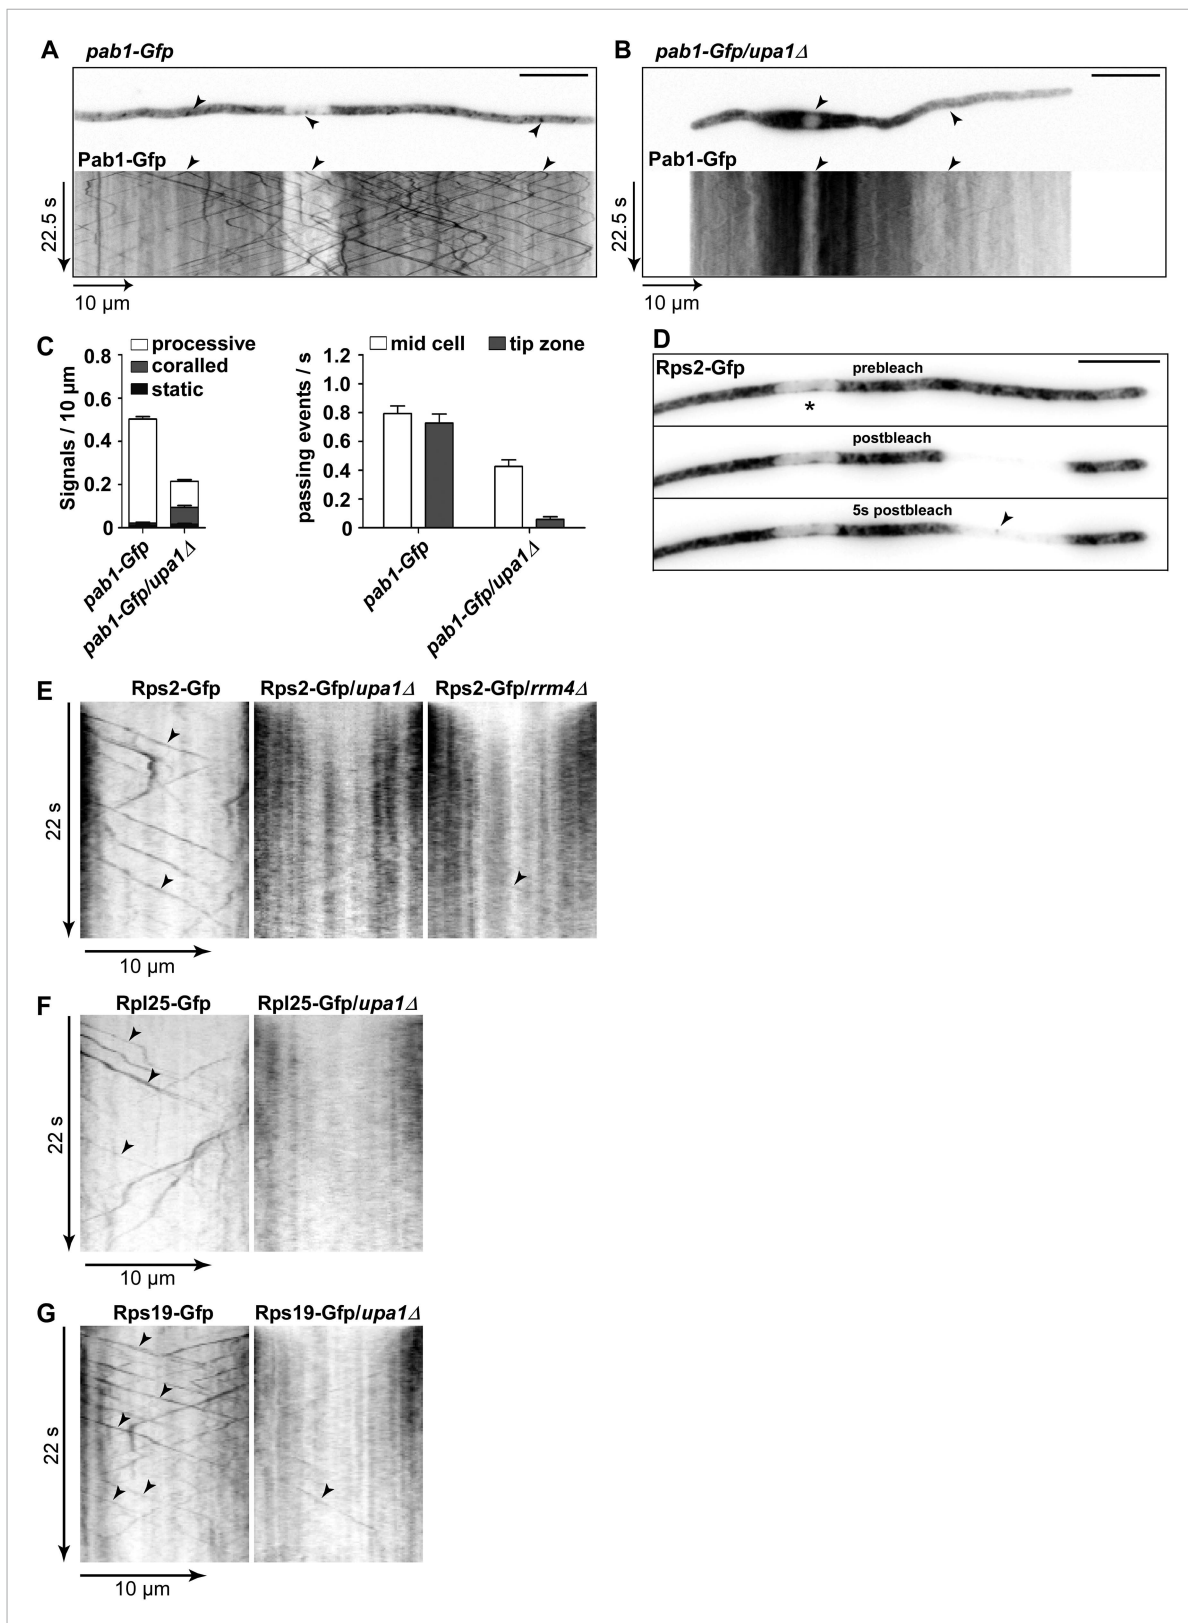 A pab1-Gfp
Pab1-Gfp
22.5 s
10 µm
B pab1-Gfp/upa1Δ
Pab1-Gfp
22.5 s
10 µm
C
processive
coralled
static
Signals / 10 µm
0.8
0.6
0.4
0.2
0
pab1-Gfp
pab1-Gfp/upa1Δ
mid cell
tip zone
passing events / s
1.2
1.0
0.8
0.6
0.4
0.2
0
pab1-Gfp
pab1-Gfp/upa1Δ
D
Rps2-Gfp
prebleach
*
postbleach
5s postbleach
E
Rps2-Gfp
Rps2-Gfp/upa1Δ
Rps2-Gfp/rrm4Δ
22 s
10 µm
F
Rpl25-Gfp
Rpl25-Gfp/upa1Δ
22 s
10 µm
G
Rps19-Gfp
Rps19-Gfp/upa1Δ
22 s
10 µm